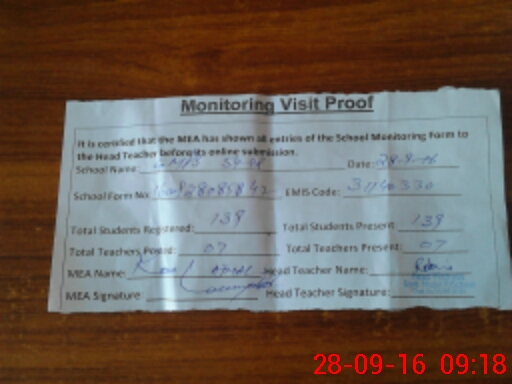 Monitoring Visit Proof
It is certified that the MEA has shown all entries of the School Monitoring Form to
the Head Teacher before its online submission.
School Name: Date: 28-9-16
School Form No: EMIS Code: 31140330
Total Students Registered: 139 Total Students Present: 139
Total Teachers Posted: 07 Total Teachers Present: 07
MEA Name: Head Teacher Name:
MEA Signature: Head Teacher Signature:
28-09-16 09:18